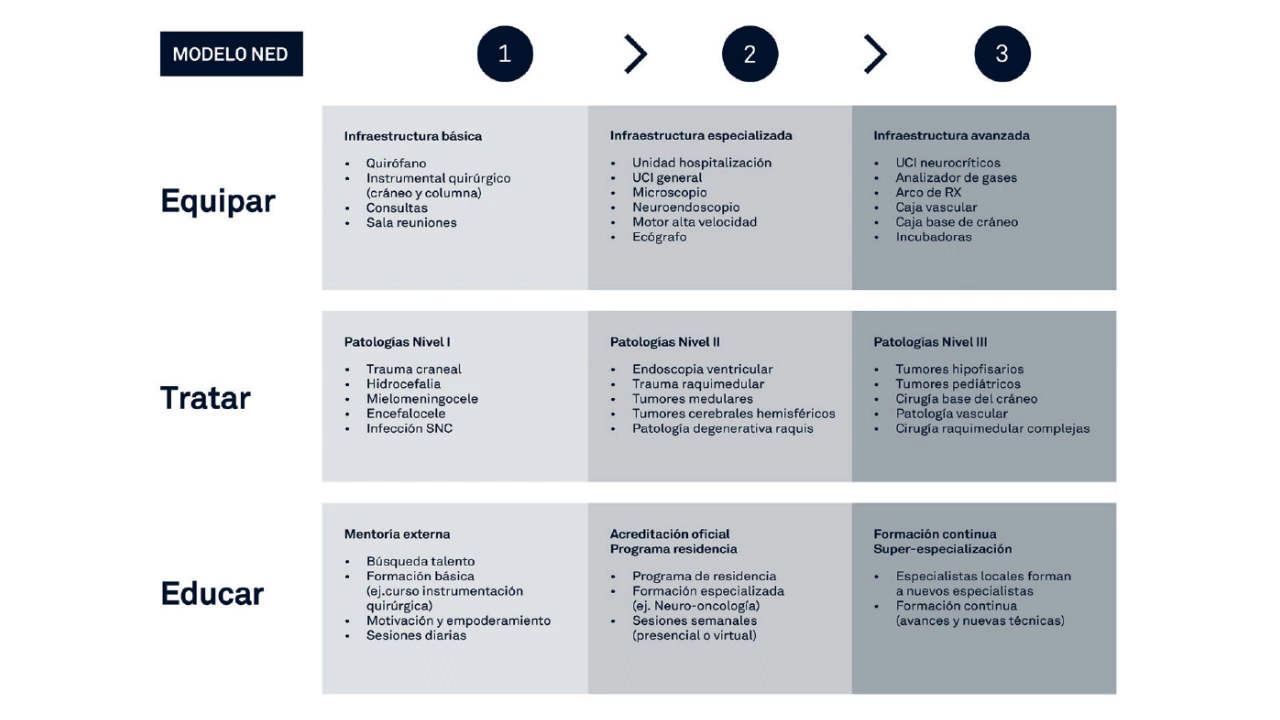 MODELO NED
1
2
3
Equipar
Infraestructura básica
• Quirófano
• Instrumental quirúrgico
(cráneo y columna)
• Consultas
• Sala reuniones
Infraestructura especializada
• Unidad hospitalización
• UCI general
• Microscopio
• Neuroendoscopio
• Motor alta velocidad
• Ecógrafo
Infraestructura avanzada
• UCI neurocríticos
• Analizador de gases
• Arco de RX
• Caja vascular
• Caja base de cráneo
• Incubadoras
Tratar
Patologías Nivel I
• Trauma craneal
• Hidrocefalia
• Mielomeningocele
• Encefalocele
• Infección SNC
Patologías Nivel II
• Endoscopia ventricular
• Trauma raquimedular
• Tumores medulares
• Tumores cerebrales hemisféricos
• Patología degenerativa raquis
Patologías Nivel III
• Tumores hipofisarios
• Tumores pediátricos
• Cirugía base del cráneo
• Patología vascular
• Cirugía raquimedular complejas
Educar
Mentoría externa
• Búsqueda talento
• Formación básica
(ej.curso instrumentación
quirúrgica)
• Motivación y empoderamiento
• Sesiones diarias
Acreditación oficial
Programa residencia
• Programa de residencia
• Formación especializada
(ej. Neuro-oncología)
• Sesiones semanales
(presencial o virtual)
Formación continua
Super-especialización
• Especialistas locales forman
a nuevos especialistas
• Formación continua
(avances y nuevas técnicas)